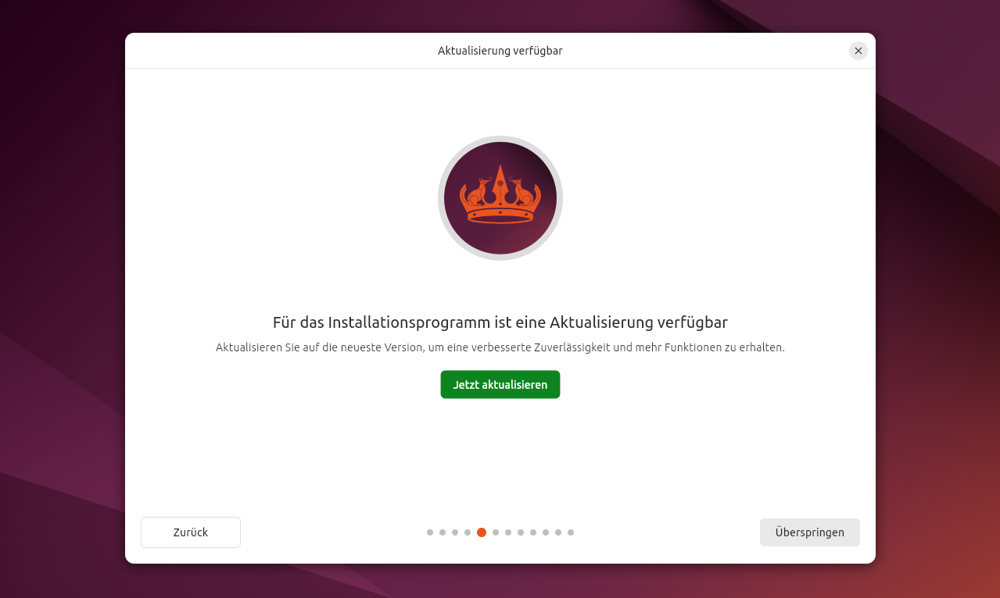 Aktualisierung verfügbar
Für das Installationsprogramm ist eine Aktualisierung verfügbar
Aktualisieren Sie auf die neueste Version, um eine verbesserte Zuverlässigkeit und mehr Funktionen zu erhalten.
Jetzt aktualisieren
Zurück
Überspringen